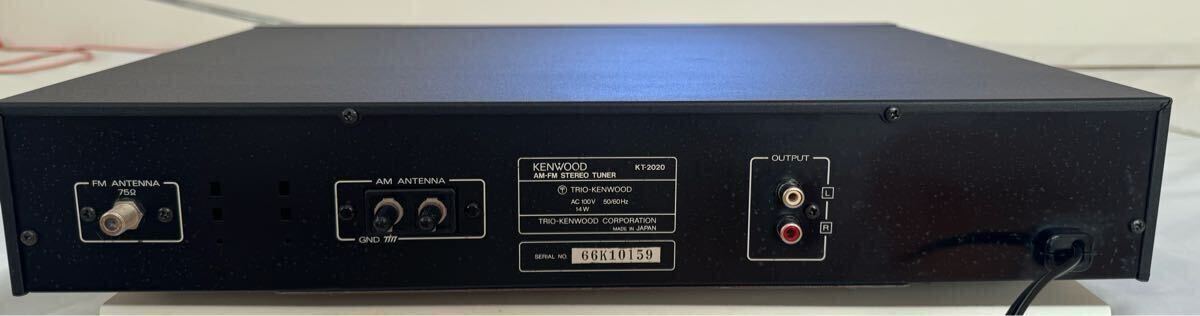 FM ANTENNA
75Ω
AM ANTENNA
GND
KENWOOD KT-2020
AM-FM STEREO TUNER
TRIO-KENWOOD
AC 100V 50/60Hz
14W
TRIO-KENWOOD CORPORATION
MADE IN JAPAN
SERIAL NO. 66K10159
OUTPUT
L
R